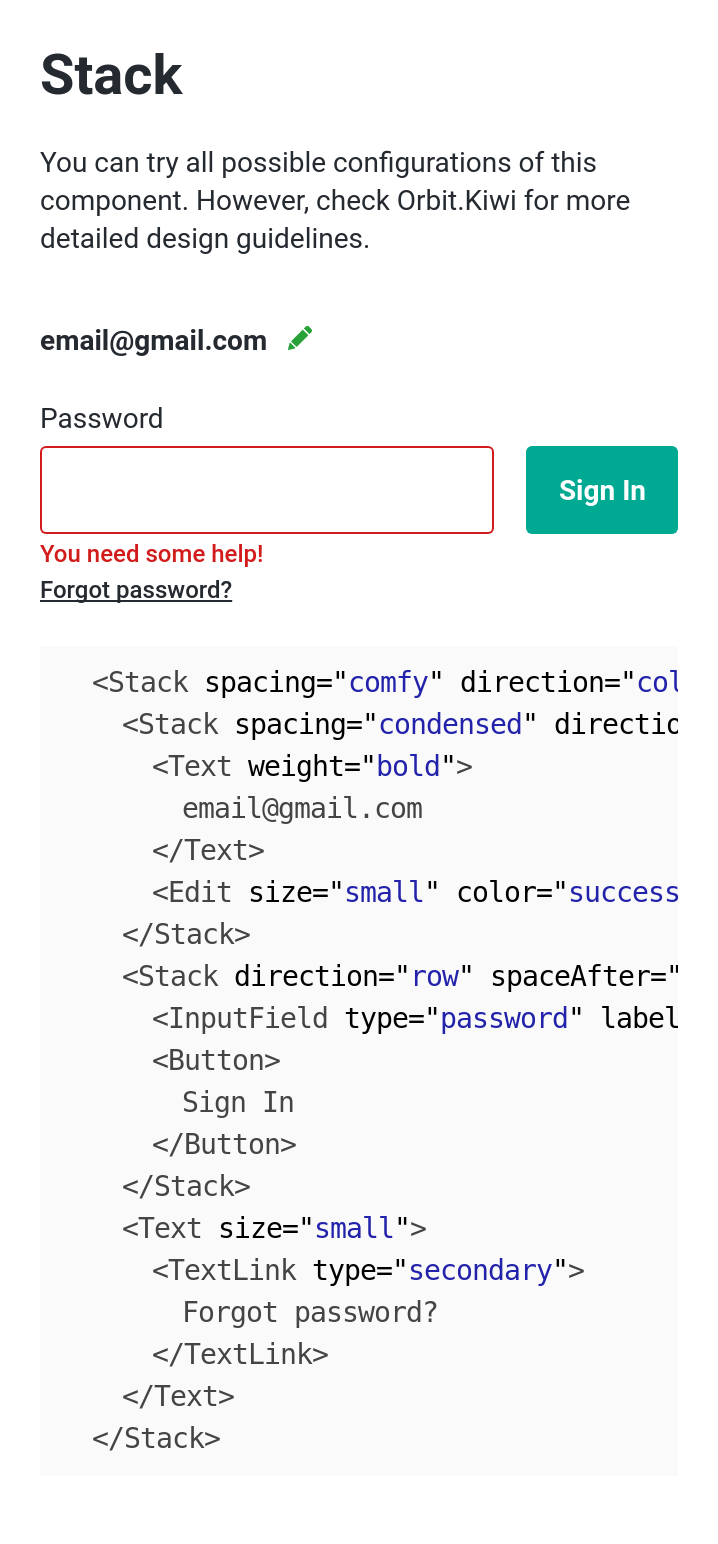 Stack
You can try all possible configurations of this
component. However, check Orbit.Kiwi for more
detailed design guidelines.
email@gmail.com
Password
Sign In
You need some help!
Forgot password?
<Stack spacing="comfy" direction="col
<Stack spacing="condensed" directio
<Text weight="bold">
email@gmail.com
</Text>
<Edit size="small" color="success
</Stack>
<Stack direction="row" spaceAfter="
<InputField type="password" label
<Button>
Sign In
</Button>
</Stack>
<Text size="small">
<TextLink type="secondary">
Forgot password?
</TextLink>
</Text>
</Stack>